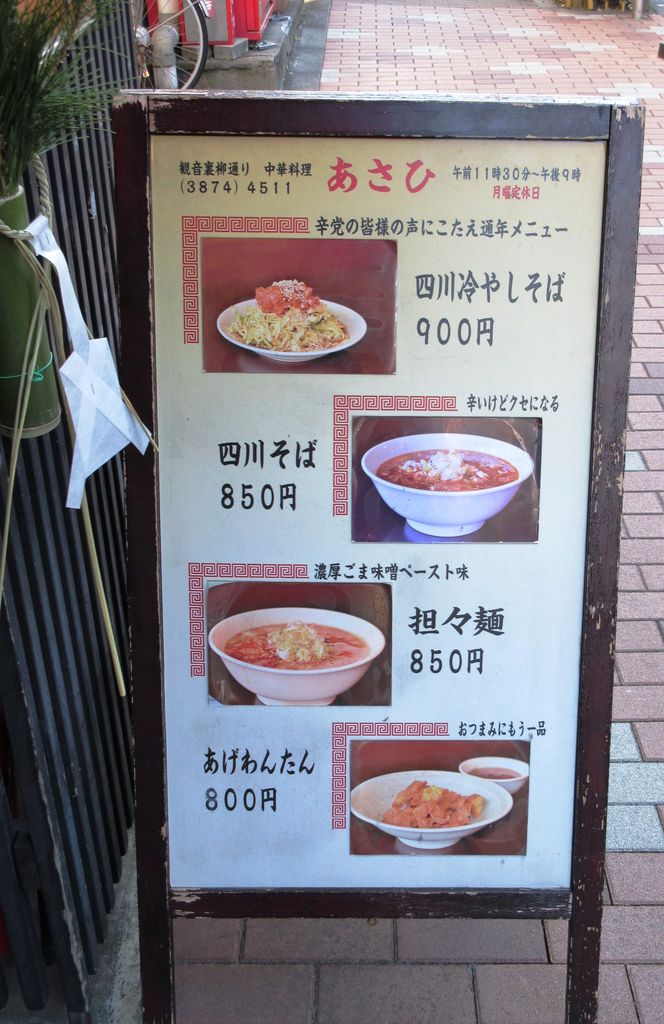 観音裏柳通り 中華料理
(3874) 4511
あさひ
午前11時30分〜午後9時
月曜定休日
辛党の皆様の声にこたえ通年メニュー
四川冷やしそば
900円
辛いけどクセになる
四川そば
850円
濃厚ごま味噌ペースト味
担々麺
850円
おつまみにもう一品
あげわんたん
800円